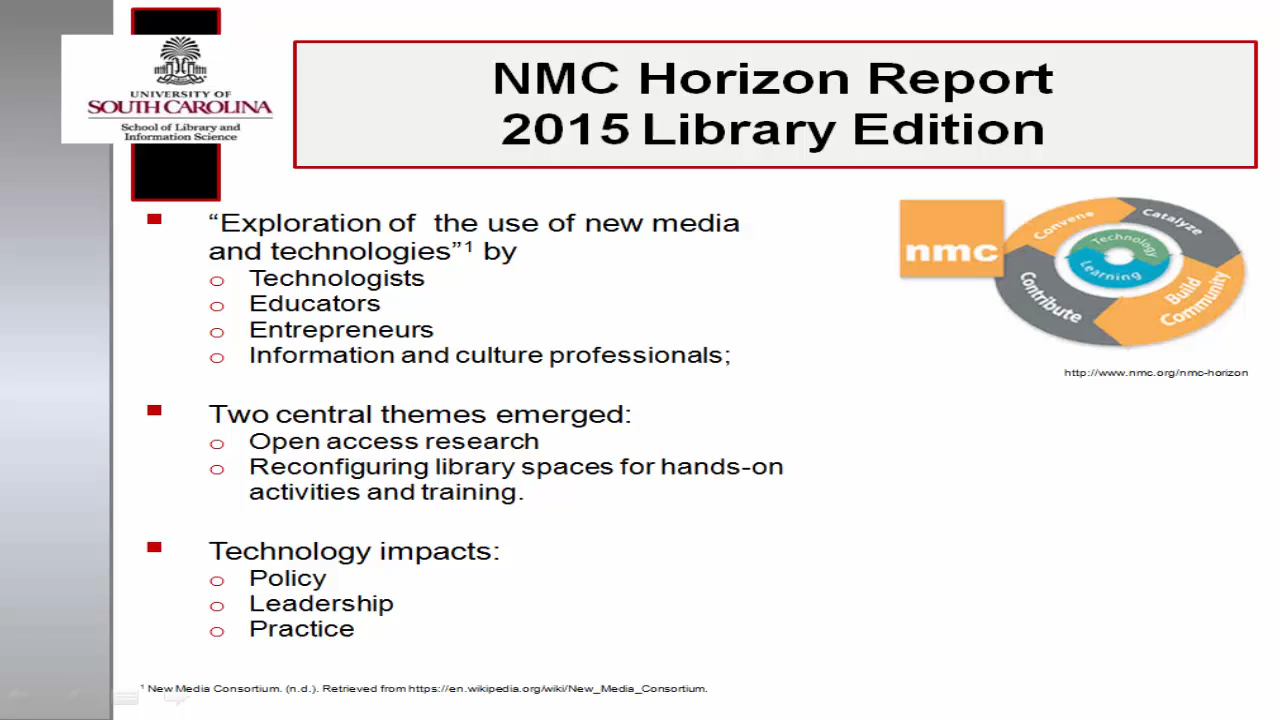 UNIVERSITY OF
SOUTH CAROLINA
School of Library and
Information Science
NMC Horizon Report
2015 Library Edition
“Exploration of the use of new media
and technologies”¹ by
Technologists
Educators
Entrepreneurs
Information and culture professionals;
Two central themes emerged:
Open access research
Reconfiguring library spaces for hands-on
activities and training.
Technology impacts:
Policy
Leadership
Practice
nmc
Convene
Catalyze
Technology
Learning
Contribute
Build
Community
http://www.nmc.org/nmc-horizon
¹ New Media Consortium. (n.d.). Retrieved from https://en.wikipedia.org/wiki/New_Media_Consortium.